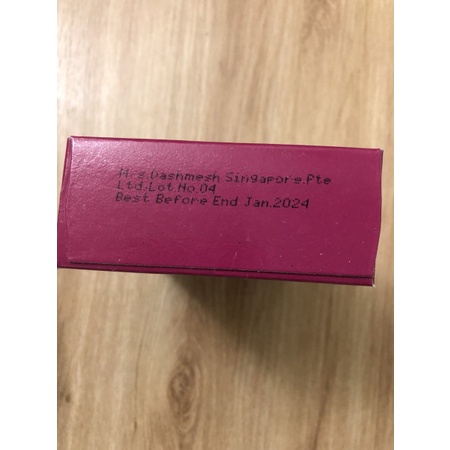 M/s.Dashmesh Singapore.Pte
Ltd.Lot.No.04
Best Before End Jan.2024